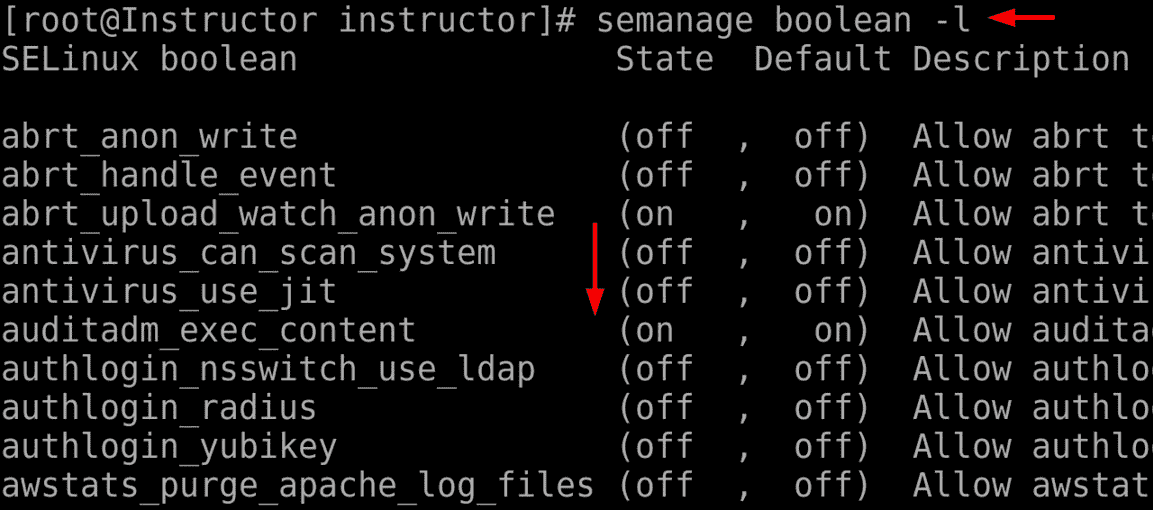 [root@Instructor instructor]# semanage boolean -l
SELinux boolean                State  Default Description
abrt_anon_write                (off  ,  off)  Allow abrt t
abrt_handle_event              (off  ,  off)  Allow abrt t
abrt_upload_watch_anon_write   (on   ,   on)  Allow abrt t
antivirus_can_scan_system      (off  ,  off)  Allow antivi
antivirus_use_jit              (off  ,  off)  Allow antivi
auditadm_exec_content          (on   ,   on)  Allow audita
authlogin_nsswitch_use_ldap    (off  ,  off)  Allow authlo
authlogin_radius               (off  ,  off)  Allow authlo
authlogin_yubikey              (off  ,  off)  Allow authlo
awstats_purge_apache_log_files (off  ,  off)  Allow awstat